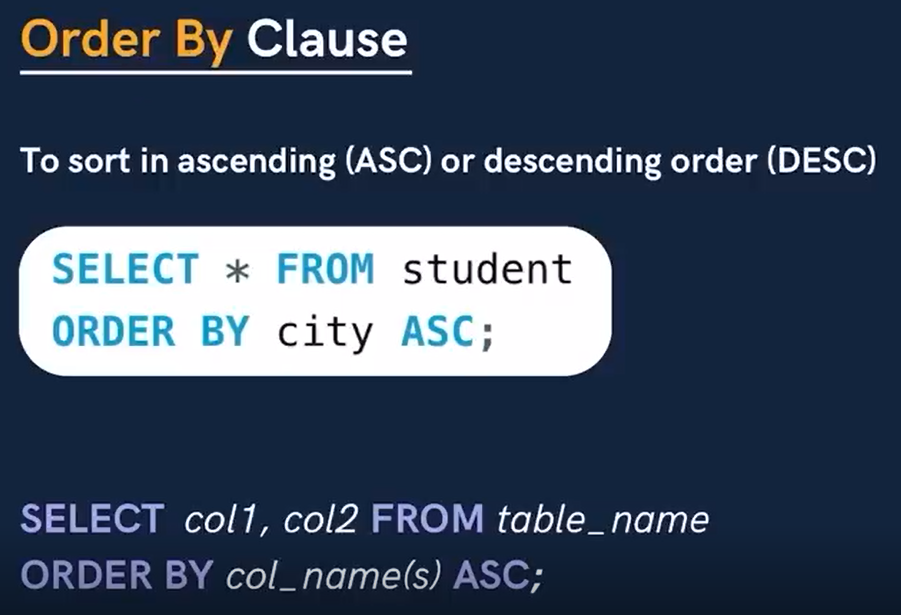 Order By Clause
To sort in ascending (ASC) or descending order (DESC)
SELECT * FROM student
ORDER BY city ASC;
SELECT col1, col2 FROM table_name
ORDER BY col_name(s) ASC;